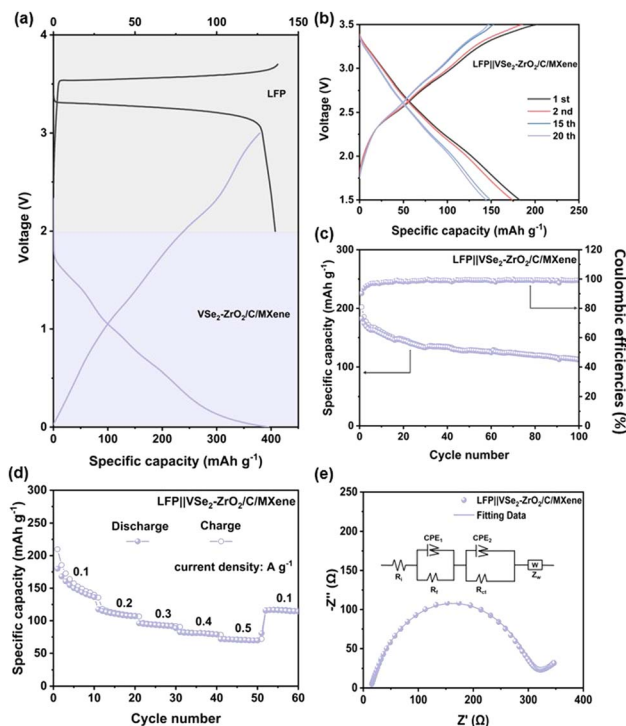 (a)
0 50 100 150
4
3
2
1
0
Voltage (V)
LFP
VSe₂-ZrO₂/C/MXene
0 100 200 300 400
Specific capacity (mAh g⁻¹)
(b)
3.5
3.0
2.5
2.0
1.5
Voltage (V)
LFP||VSe₂-ZrO₂/C/MXene
1 st
2 nd
15 th
20 th
0 50 100 150 200 250
Specific capacity (mAh g⁻¹)
(c)
300
250
200
150
100
50
0
Specific capacity (mAh g⁻¹)
LFP||VSe₂-ZrO₂/C/MXene
120
100
80
60
40
20
0
Coulombic efficiencies (%)
0 20 40 60 80 100
Cycle number
(d)
300
250
200
150
100
50
0
Specific capacity (mAh g⁻¹)
LFP||VSe₂-ZrO₂/C/MXene
Discharge Charge
current density: A g⁻¹
0.1
0.2
0.3
0.4
0.5
0.1
0 10 20 30 40 50 60
Cycle number
(e)
250
200
150
100
50
0
-Z'' (Ω)
LFP||VSe₂-ZrO₂/C/MXene
Fitting Data
CPE₁ CPE₂
W
Rf Rct Zw
0 50 100 150 200 250 300 350 400
Z' (Ω)